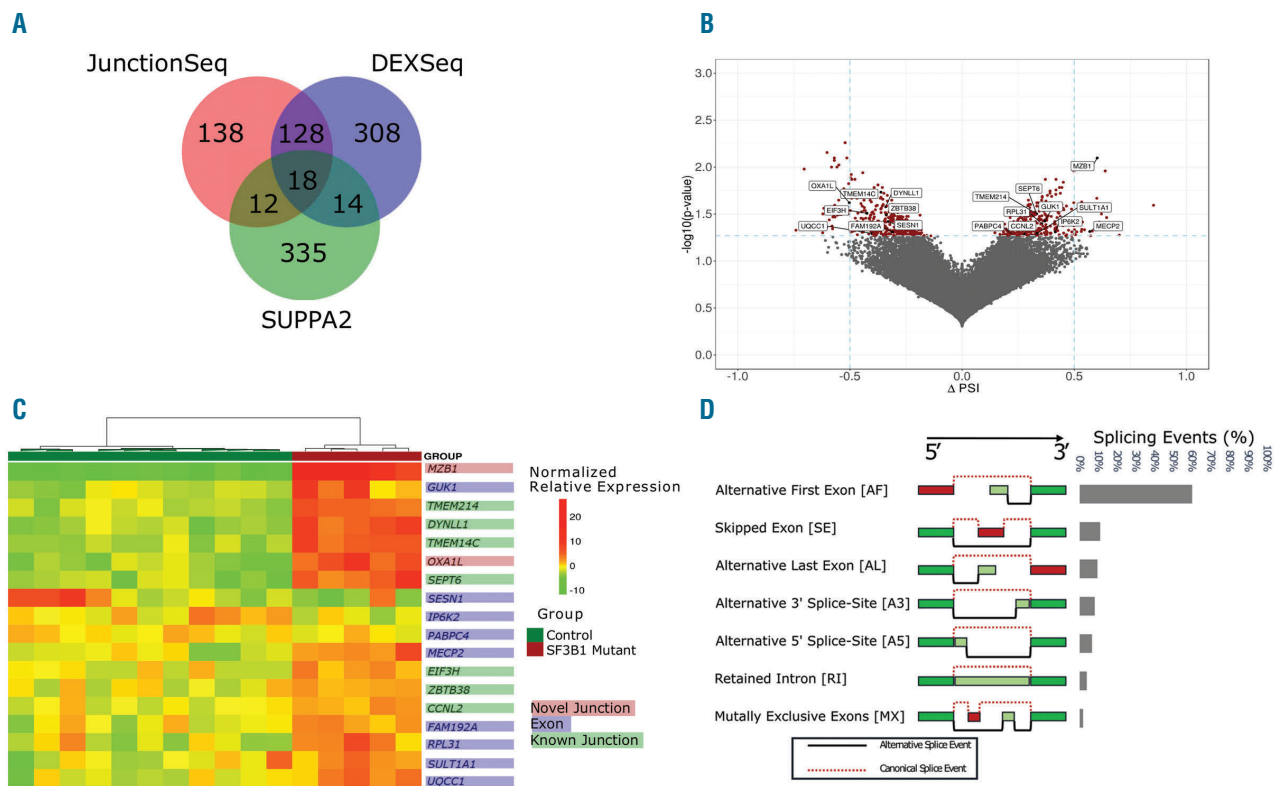 A
JunctionSeq
DEXSeq
138
128
308
18
12
14
335
SUPPA2
B
3.0
2.5
2.0
1.5
1.0
0.5
0.0
-log10(p-value)
MZB1
OXA1L
TMEM14C
DYNLL1
SEPT6
TMEM214
EIF3H
ZBTB38
RPL31
GUK1
SULT1A1
UQCC1
FAM192A
SESN1
PABPC4
CCNL2
IP6K2
MECP2
-1.0
-0.5
0.0
0.5
1.0
Δ PSI
C
GROUP
MZB1
GUK1
TMEM214
DYNLL1
TMEM14C
OXA1L
SEPT6
SESN1
IP6K2
PABPC4
MECP2
EIF3H
ZBTB38
CCNL2
FAM192A
RPL31
SULT1A1
UQCC1
Normalized
Relative Expression
20
10
0
-10
Group
Control
SF3B1 Mutant
Novel Junction
Exon
Known Junction
D
5′
3′
Splicing Events (%)
0%
10%
20%
30%
40%
50%
60%
70%
80%
90%
100%
Alternative First Exon [AF]
Skipped Exon [SE]
Alternative Last Exon [AL]
Alternative 3' Splice-Site [A3]
Alternative 5' Splice-Site [A5]
Retained Intron [RI]
Mutally Exclusive Exons [MX]
Alternative Splice Event
Canonical Splice Event